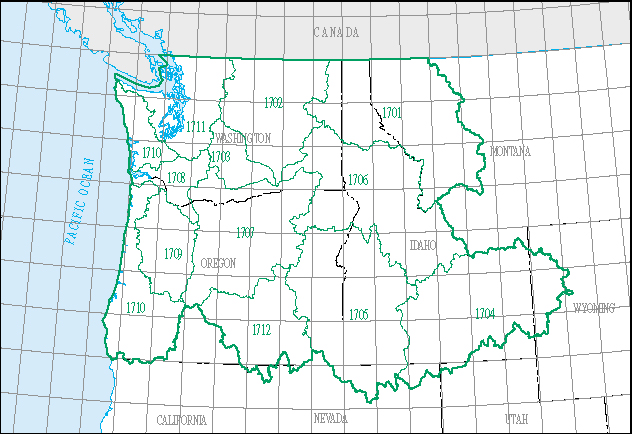 CANADA
1702
1701
1711
WASHINGTON
1710
1703
MONTANA
1708
1706
PACIFIC OCEAN
1707
IDAHO
1709
OREGON
1710
1712
1705
1704
WYOMING
CALIFORNIA
NEVADA
UTAH